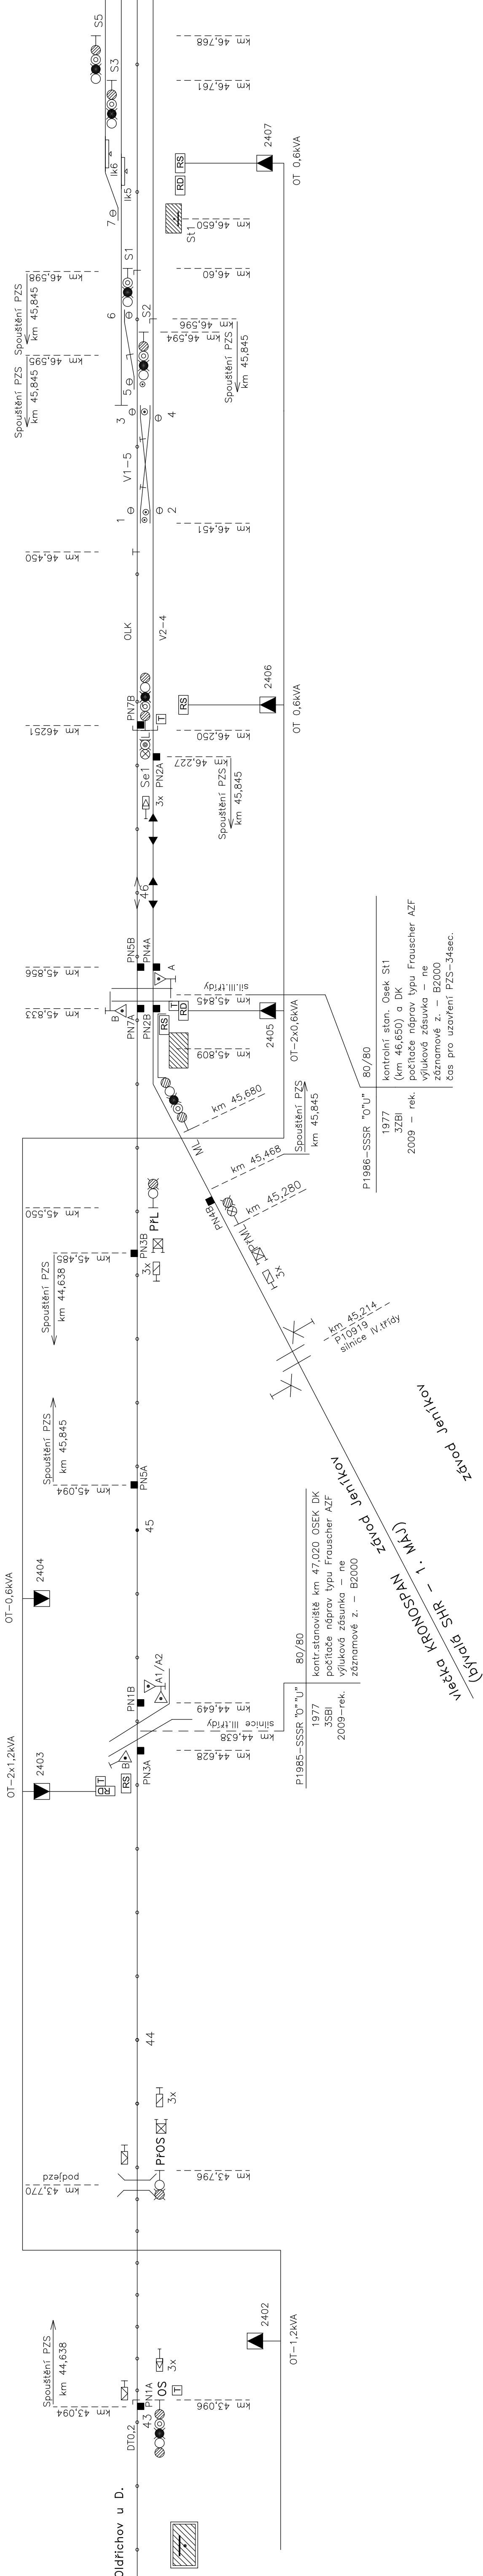 S5
km 46,768
S3
km 46,761
2407
RS
RD
OT 0,6kVA
lk6
lk5
7
km 46,650
St1
S1
km 46,598
km 46,60
Spouštění PZS
km 45,845
6
S2
km 46,596
km 46,594
km 46,595
Spouštění PZS
km 45,845
Spouštění PZS
km 45,845
5
3
4
V1-5
1
2
km 46,451
km 46,450
OLK
V2-4
2406
RS
OT 0,6kVA
PN7B
T
km 46251
km 46,250
L
Se1
PN2A
km 46,227
Spouštění PZS
km 45,845
3x
46
PN5B
PN4A
A
km 45,856
sil.III.třídy
km 45,845
B
km 45,833
PN7A
PN2B
T
RD
RS
2405
OT-2x0,6kVA
km 45,809
P1986-SSSR "O"U" 80/80
1977 kontrolní stan. Osek St1
3ZBI (km 46,650) a DK
2009 - rek. počítače náprav typu Frauscher AZF
výluková zásuvka - ne
záznamové z. - B2000
čas pro uzavření PZS-34sec.
km 45,680
ML
Spouštění PZS
km 45,845
km 45,468
km 45,550
PřL
PN4B
km 45,280
PřML
km 45,485
PN3B
3x
3x
Spouštění PZS
km 44,638
km 45,214
P10919
silnice IV.třídy
Spouštění PZS
km 45,845
km 45,094
PN5A
závod Jeníkov
závod Jeníkov
45
vlečka KRONOSPAN
(bývalá SHR - 1. MÁJ)
OT-0,6kVA
2404
P1985-SSSR "O""U" 80/80
1977 kontr.stanoviště km 47,020 OSEK DK
3SBI počítače náprav typu Frauscher AZF
2009-rek. výluková zásunka - ne
záznamové z. - B2000
A1/A2
PN1B
km 44,649
silnice III.třídy
km 44,638
B
PN3A
km 44,628
OT-2x1,2kVA
2403
T
RD
RS
44
3x
PřOS
podjezd
km 43,770
km 43,796
2402
OT-1,2kVA
Spouštění PZS
km 44,638
3x
OS
T
km 43,094
PN1A
km 43,096
43
DT0,2
Oldřichov u D.